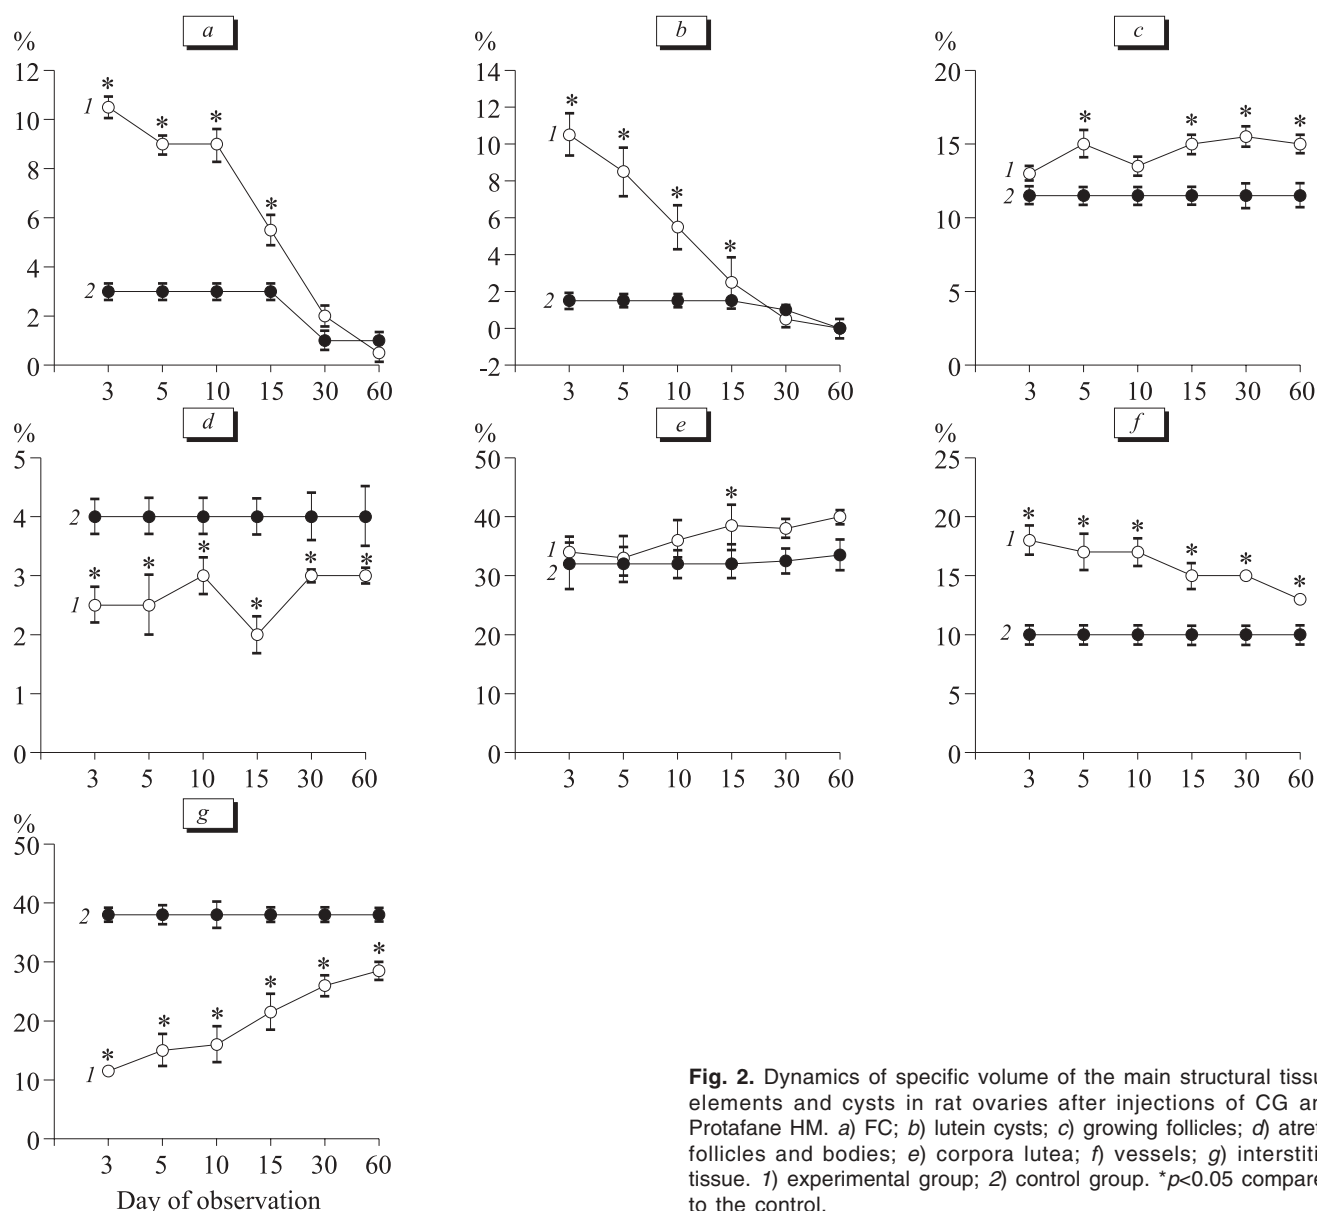 a
b
c
%
%
%
12
10
8
6
4
2
0
1
2
* * * *
3 5 10 15 30 60
14
12
10
8
6
4
2
0
-2
1
2
* * * *
3 5 10 15 30 60
20
15
10
5
0
1
2
* * * *
3 5 10 15 30 60
d
e
f
%
%
%
5
4
3
2
1
0
2
1
* * * * * *
3 5 10 15 30 60
50
40
30
20
10
0
1
2
*
3 5 10 15 30 60
25
20
15
10
5
0
1
2
* * * * * *
3 5 10 15 30 60
g
%
50
40
30
20
10
0
2
1
* * * * * *
3 5 10 15 30 60
Day of observation
Fig. 2. Dynamics of specific volume of the main structural tissu
elements and cysts in rat ovaries after injections of CG an
Protafane HM. a) FC; b) lutein cysts; c) growing follicles; d) atret
follicles and bodies; e) corpora lutea; f) vessels; g) interstiti
tissue. 1) experimental group; 2) control group. *p<0.05 compare
to the control.